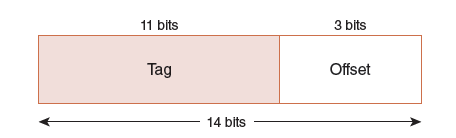 11 bits 3 bits
Tag Offset
14 bits